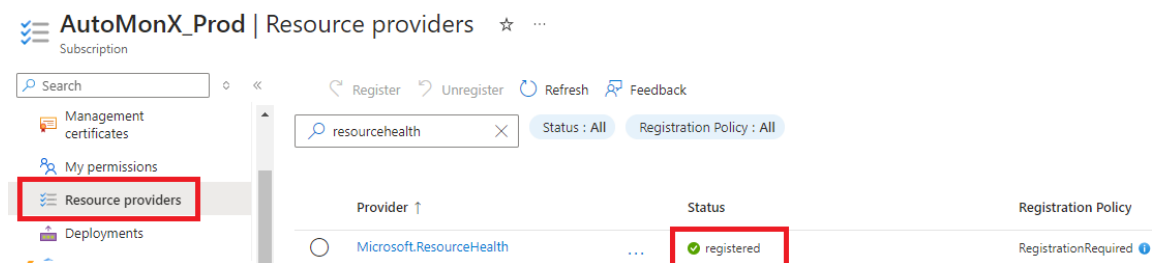 AutoMonX_Prod | Resource providers
Subscription
Search
Register Unregister Refresh Feedback
Management
certificates
resourcehealth
Status : All Registration Policy : All
My permissions
Resource providers
Provider ↑ Status Registration Policy
Deployments
Microsoft.ResourceHealth ... registered RegistrationRequired